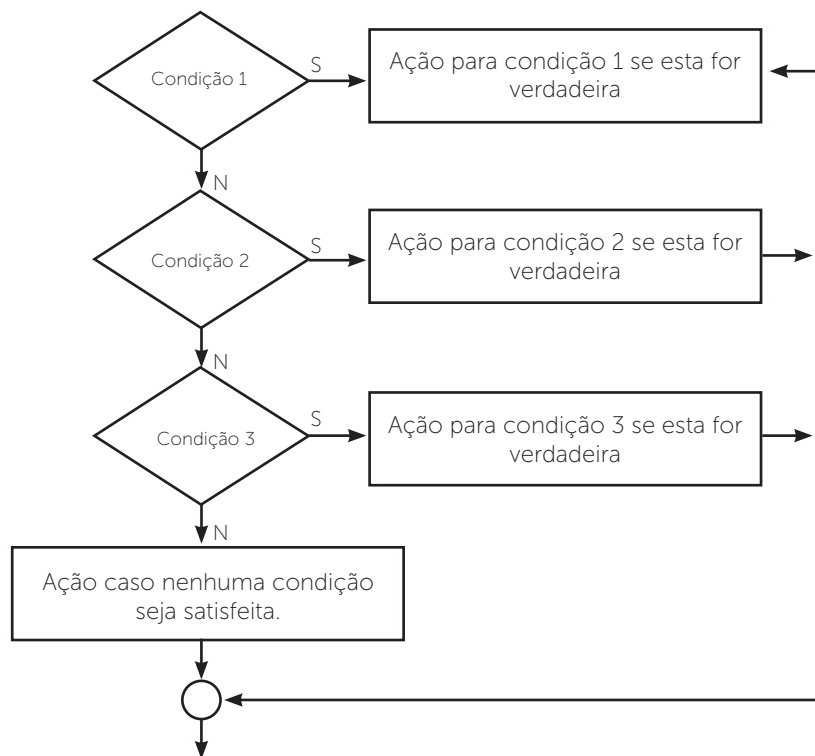 Condição 1
S
Ação para condição 1 se esta for
verdadeira
N
Condição 2
S
Ação para condição 2 se esta for
verdadeira
N
Condição 3
S
Ação para condição 3 se esta for
verdadeira
N
Ação caso nenhuma condição
seja satisfeita.